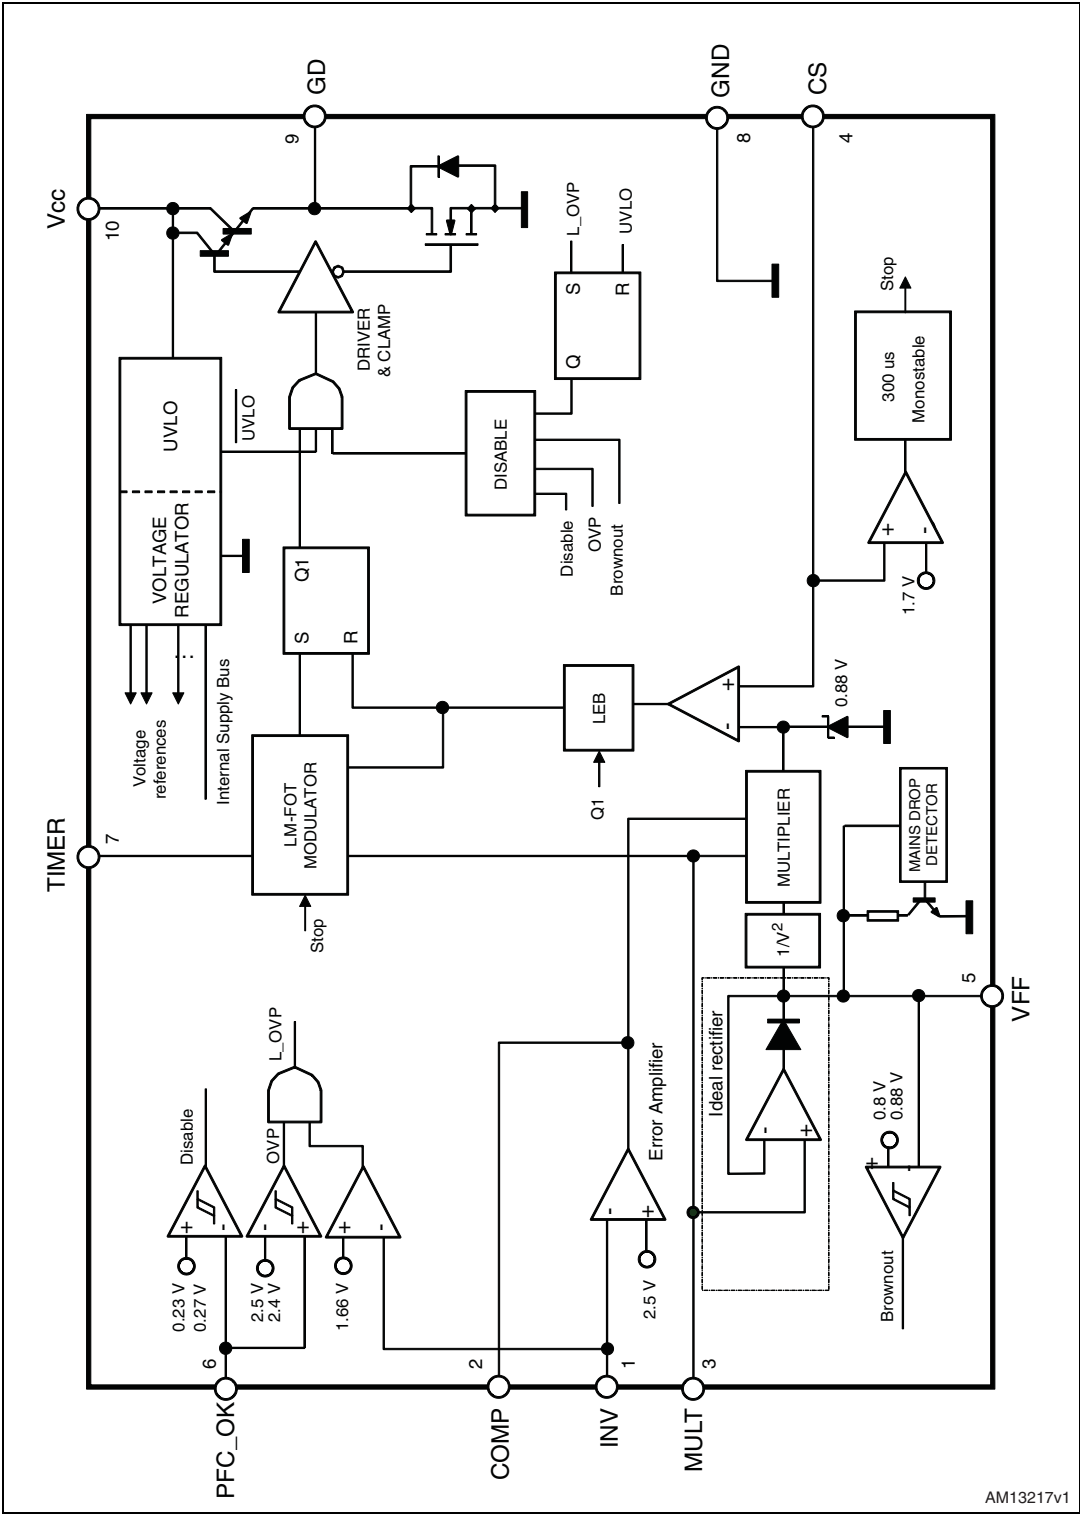 Vcc
10
GD
9
GND
8
CS
4
TIMER
7
VFF
5
PFC_OK
6
COMP
2
INV
1
MULT
3
VOLTAGE
REGULATOR
UVLO
UVLO
Voltage
references
:
Internal Supply Bus
DRIVER
& CLAMP
S
R
Q1
LM-FOT
MODULATOR
Stop
DISABLE
Disable
OVP
Brownout
Q
S
R
L_OVP
UVLO
LEB
Q1
+
-
0.88 V
1.7 V
+
-
300 us
Monostable
Stop
MULTIPLIER
1/V²
MAINS DROP
DETECTOR
Ideal rectifier
-
+
Error Amplifier
-
+
2.5 V
0.23 V
0.27 V
+
-
Disable
2.5 V
2.4 V
-
+
OVP
1.66 V
+
-
L_OVP
0.8 V
0.88 V
+
-
Brownout
AM13217v1